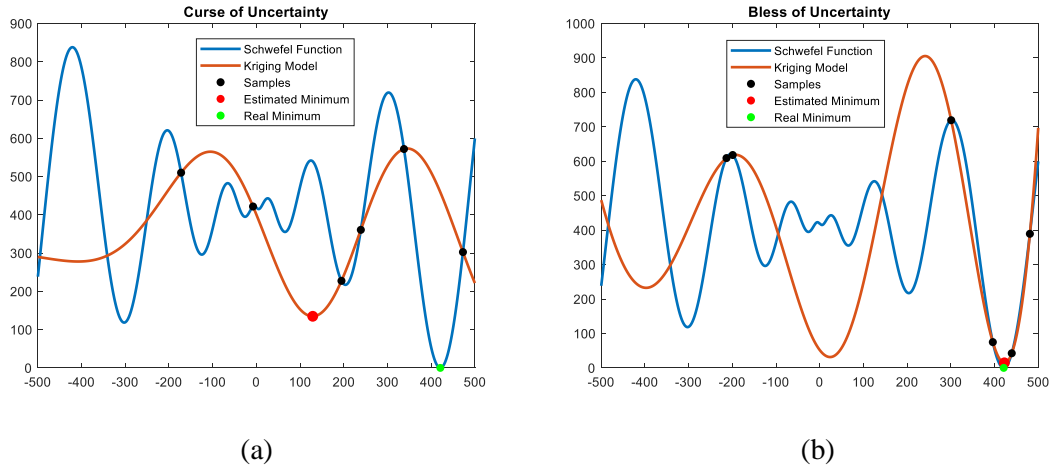 Curse of Uncertainty
900
800
700
600
500
400
300
200
100
0
-500 -400 -300 -200 -100 0 100 200 300 400 500
Schwefel Function
Kriging Model
Samples
Estimated Minimum
Real Minimum
(a)
Bless of Uncertainty
1000
900
800
700
600
500
400
300
200
100
0
-500 -400 -300 -200 -100 0 100 200 300 400 500
Schwefel Function
Kriging Model
Samples
Estimated Minimum
Real Minimum
(b)